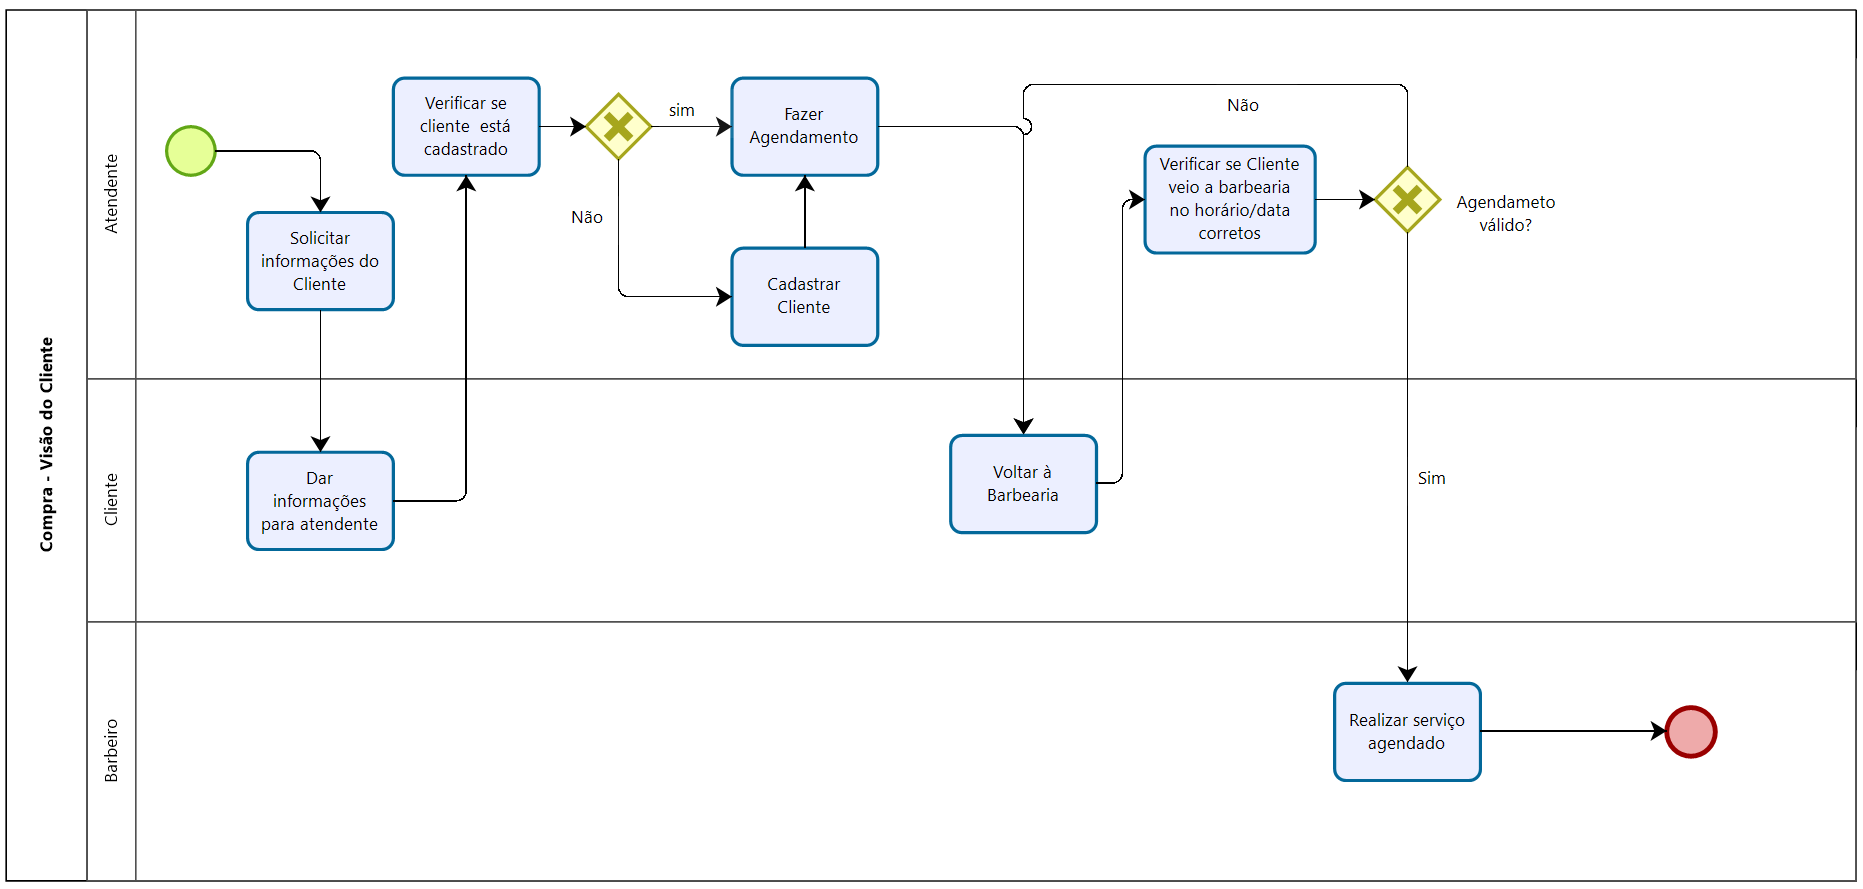 Compra - Visão do Cliente
Atendente
Verificar se
cliente está
cadastrado
sim
Não
Fazer
Agendamento
Solicitar
informações do
Cliente
Cadastrar
Cliente
Não
Verificar se Cliente
veio a barbearia
no horário/data
corretos
Agendameto
válido?
Cliente
Dar
informações
para atendente
Voltar à
Barbearia
Sim
Barbeiro
Realizar serviço
agendado